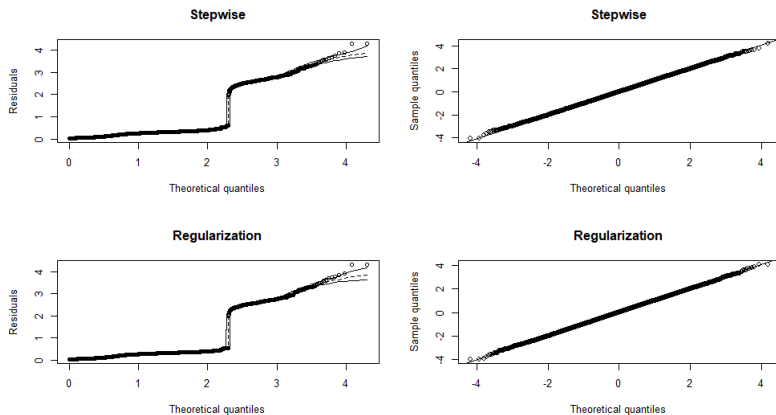 Stepwise
Residuals
4
3
2
1
0
0 1 2 3 4
Theoretical quantiles
Stepwise
Sample quantiles
4
2
0
-2
-4
-4 -2 0 2 4
Theoretical quantiles
Regularization
Residuals
4
3
2
1
0
0 1 2 3 4
Theoretical quantiles
Regularization
Sample quantiles
4
2
0
-2
-4
-4 -2 0 2 4
Theoretical quantiles